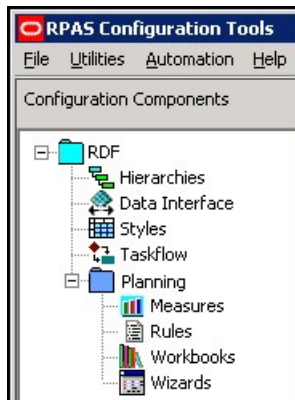 RPAS Configuration Tools
File Utilities Automation Help
Configuration Components
RDF
Hierarchies
Data Interface
Styles
Taskflow
Planning
Measures
Rules
Workbooks
Wizards